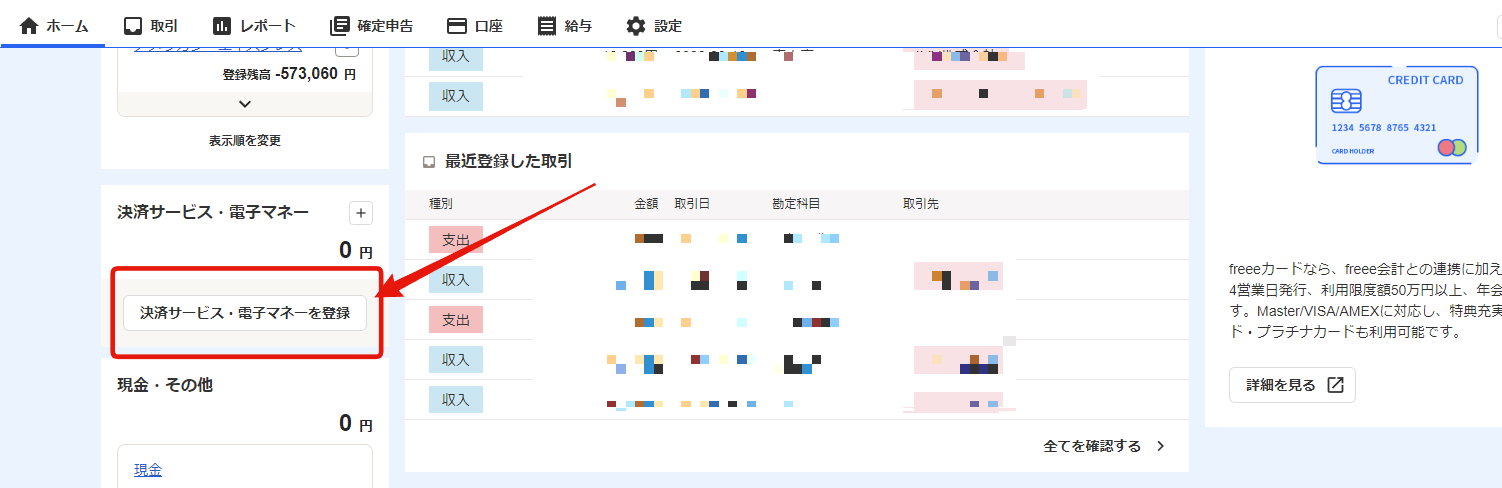 ホーム 取引 レポート 確定申告 口座 給与 設定
登録残高 -573,060 円
表示順を変更
決済サービス・電子マネー
0 円
決済サービス・電子マネーを登録
現金・その他
0 円
現金
収入
収入
最近登録した取引
種別 金額 取引日 勘定科目 取引先
支出
収入
支出
収入
収入
全てを確認する
CREDIT CARD
1234 5678 8765 4321
CARD HOLDER
freeeカードなら、freee会計との連携に加え
4営業日発行、利用限度額50万円以上、年会
す。Master/VISA/AMEXに対応し、特典充実
ド・プラチナカードも利用可能です。
詳細を見る